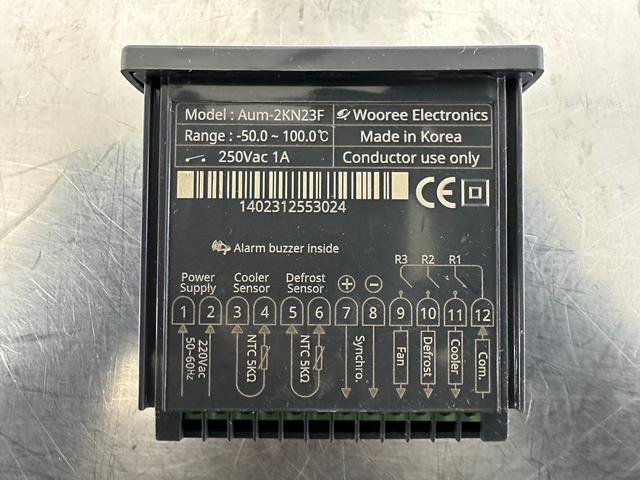 Model : Aum-2KN23F
Wooree Electronics
Range : -50.0 ~ 100.0℃
Made in Korea
250Vac 1A
Conductor use only
1402312553024
CE
Alarm buzzer inside
R3 R2 R1
Power Supply
Cooler Sensor
Defrost Sensor
+ −
1 2 3 4 5 6 7 8 9 10 11 12
220Vac
50~60Hz
NTC 5KΩ
NTC 5KΩ
Synchro.
Fan
Defrost
Cooler
Com.